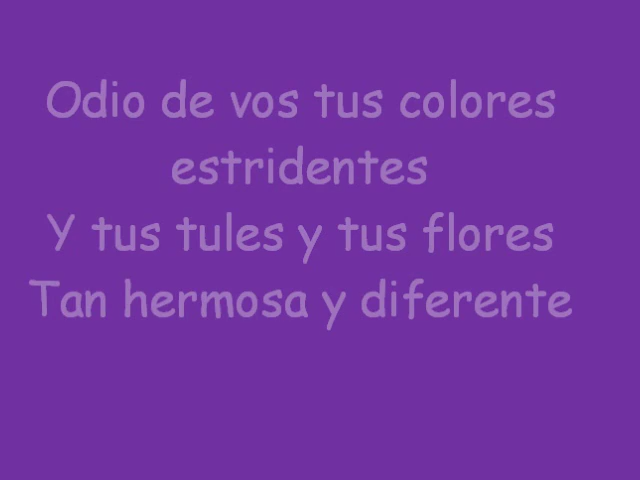 Odio de vos tus colores
estridentes
Y tus tules y tus flores
Tan hermosa y diferente